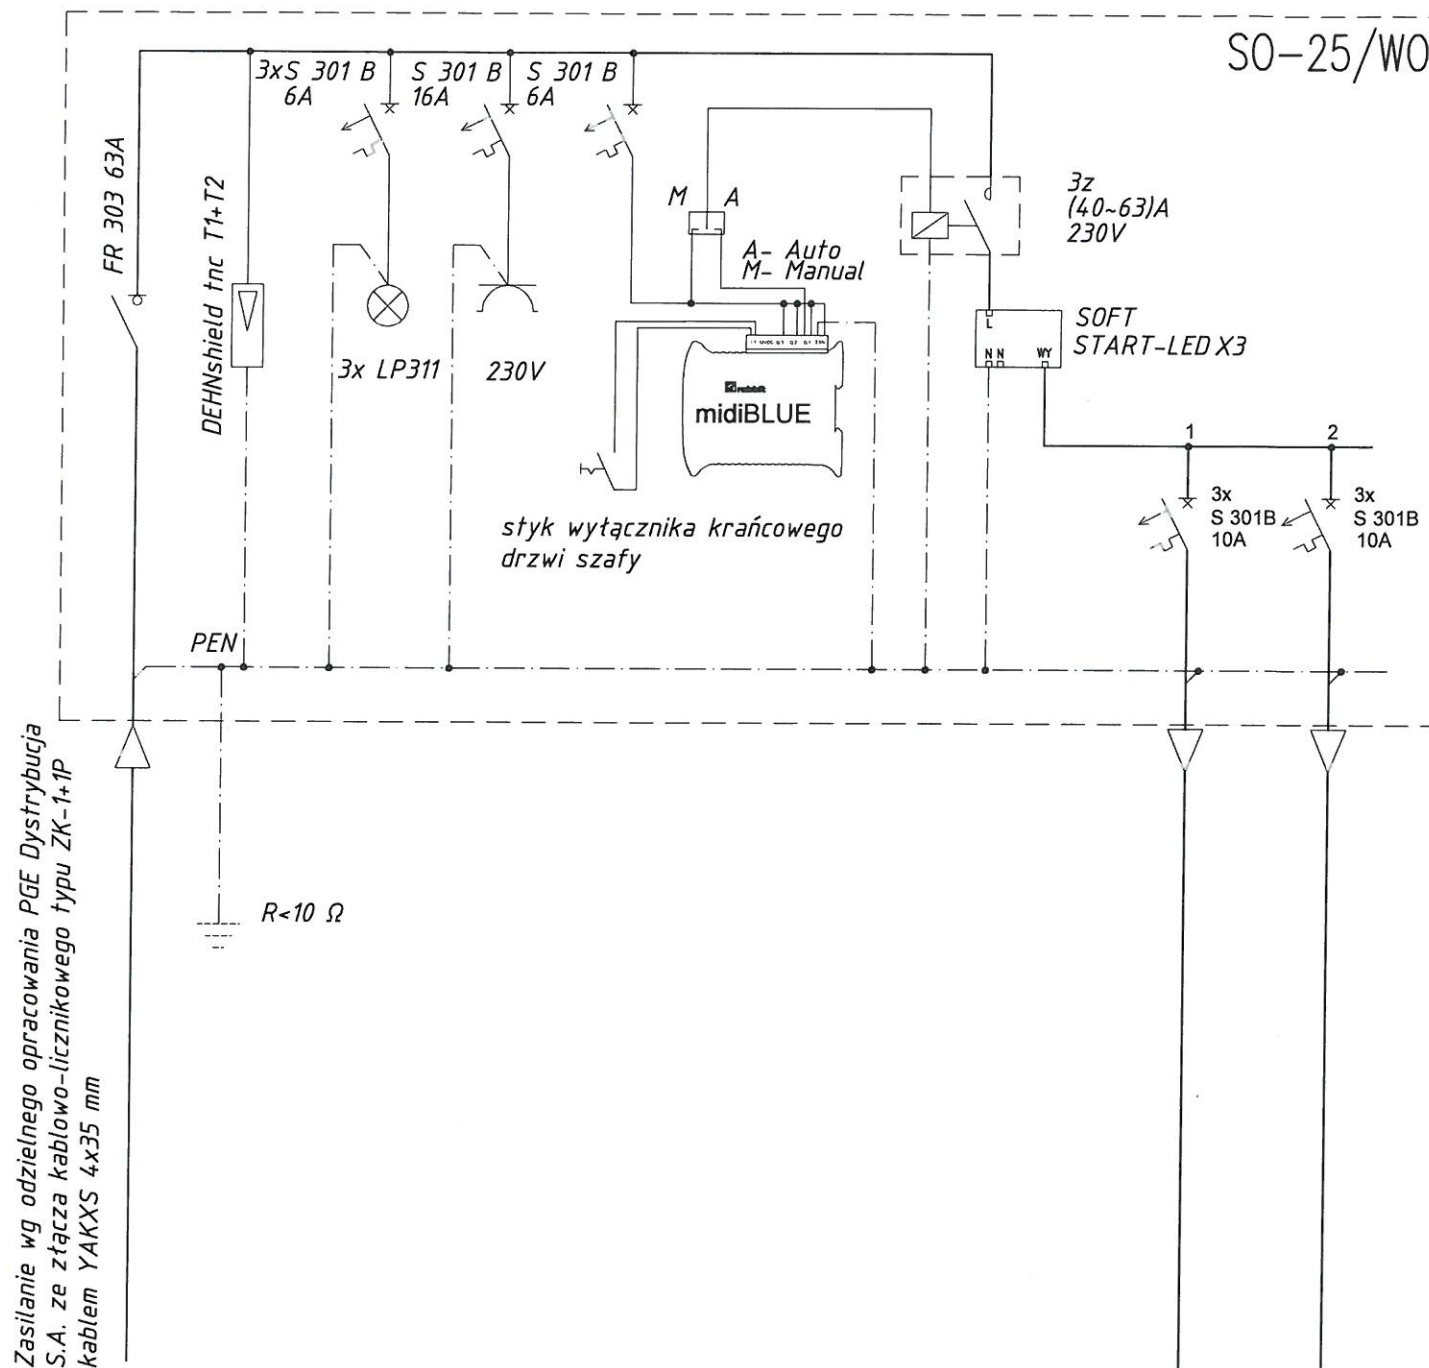 SO-25/WO
3xS 301 B
6A
S 301 B
16A
S 301 B
6A
FR 303 63A
DEHNshield tnc T1+T2
M
A
A- Auto
M- Manual
3z
(40~63)A
230V
SOFT
START-LED X3
L
N N
WY
3x LP311
230V
midiBLUE
1
2
3x
S 301B
10A
3x
S 301B
10A
styk wyłącznika krańcowego
drzwi szafy
PEN
R<10 Ω
Zasilanie wg odzielnego opracowania PGE Dystrybucja
S.A. ze złącza kablowo-licznikowego typu ZK-1+1P
kablem YAKXS 4x35 mm